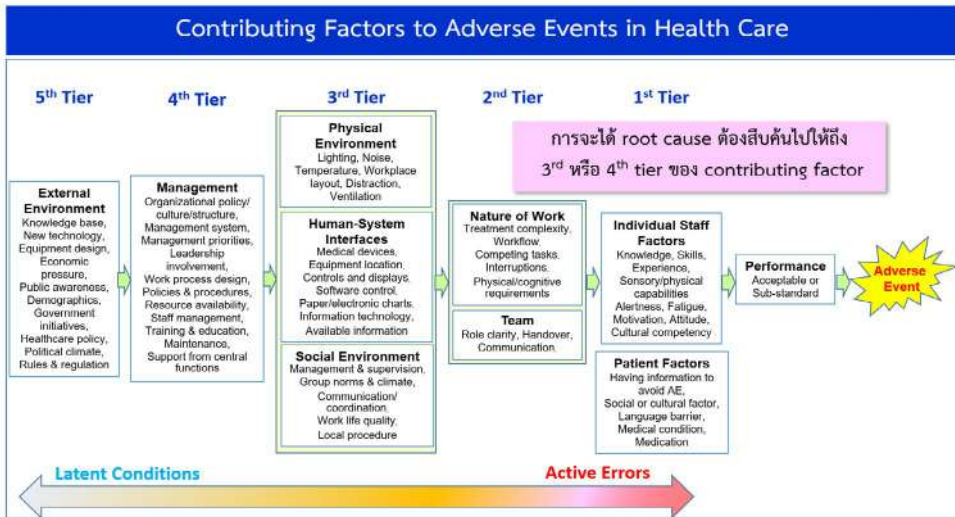 Contributing Factors to Adverse Events in Health Care
5th Tier
4th Tier
3rd Tier
2nd Tier
1st Tier
การจะได้ root cause ต้องสืบค้นไปให้ถึง
3rd หรือ 4th tier ของ contributing factor
External
Environment
Knowledge base,
New technology,
Equipment design,
Economic
pressure,
Public awareness,
Demographics,
Government
initiatives,
Healthcare policy,
Political climate,
Rules & regulation
Management
Organizational policy/
culture/structure,
Management system,
Management priorities,
Leadership
involvement,
Work process design,
Policies & procedures,
Resource availability,
Staff management,
Training & education,
Maintenance,
Support from central
functions
Physical
Environment
Lighting, Noise,
Temperature, Workplace
layout, Distraction,
Ventilation
Human-System
Interfaces
Medical devices,
Equipment location,
Controls and displays,
Software control,
Paper/electronic charts,
Information technology,
Available information
Social Environment
Management & supervision,
Group norms & climate,
Communication/
coordination,
Work life quality,
Local procedure
Nature of Work
Treatment complexity,
Workflow,
Competing tasks,
Interruptions,
Physical/cognitive
requirements
Team
Role clarity, Handover,
Communication,
Individual Staff
Factors
Knowledge, Skills,
Experience,
Sensory/physical
capabilities
Alertness, Fatigue,
Motivation, Attitude,
Cultural competency
Patient Factors
Having information to
avoid AE,
Social or cultural factor,
Language barrier,
Medical condition,
Medication
Performance
Acceptable or
Sub-standard
Adverse
Event
Latent Conditions
Active Errors